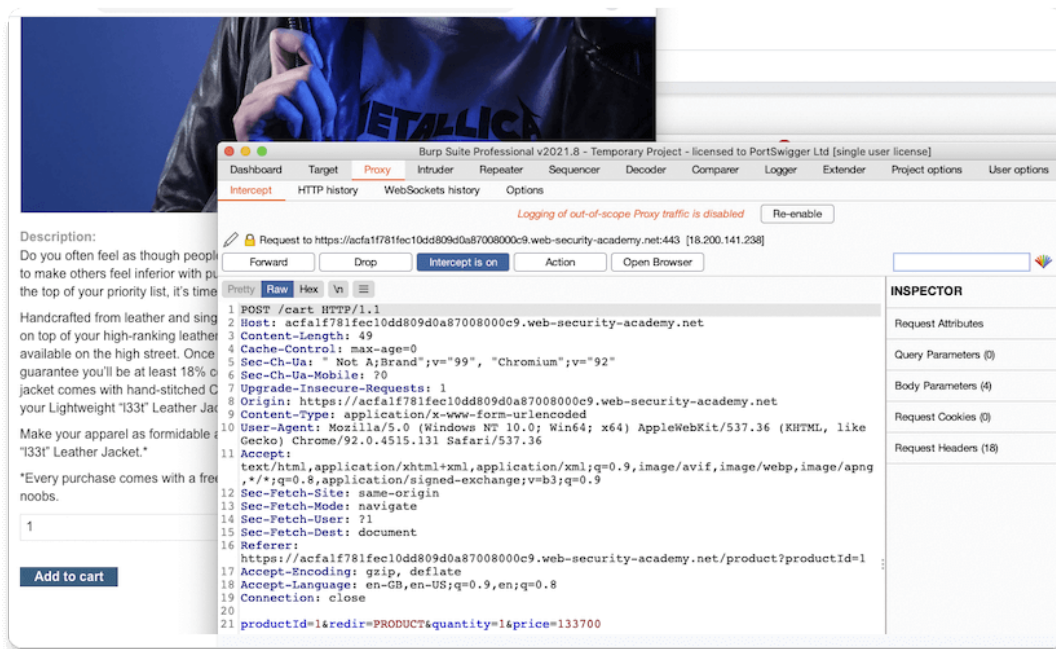 METALLICA
Description:
Do you often feel as though people
to make others feel inferior with pu
the top of your priority list, it's time
Handcrafted from leather and sing
on top of your high-ranking leather
available on the high street. Once
guarantee you'll be at least 18% c
jacket comes with hand-stitched C
your Lightweight "l33t" Leather Jac
Make your apparel as formidable a
"l33t" Leather Jacket.*
*Every purchase comes with a free
noobs.
1
Add to cart
Burp Suite Professional v2021.8 - Temporary Project - licensed to PortSwigger Ltd [single user license]
Dashboard Target Proxy Intruder Repeater Sequencer Decoder Comparer Logger Extender Project options User options
Intercept HTTP history WebSockets history Options
Logging of out-of-scope Proxy traffic is disabled Re-enable
Request to https://acfa1f781fec10dd809d0a87008000c9.web-security-academy.net:443 [18.200.141.238]
Forward Drop Intercept is on Action Open Browser
Pretty Raw Hex \n
1 POST /cart HTTP/1.1
2 Host: acfa1f781fec10dd809d0a87008000c9.web-security-academy.net
3 Content-Length: 49
4 Cache-Control: max-age=0
5 Sec-Ch-Ua: " Not A;Brand";v="99", "Chromium";v="92"
6 Sec-Ch-Ua-Mobile: ?0
7 Upgrade-Insecure-Requests: 1
8 Origin: https://acfa1f781fec10dd809d0a87008000c9.web-security-academy.net
9 Content-Type: application/x-www-form-urlencoded
10 User-Agent: Mozilla/5.0 (Windows NT 10.0; Win64; x64) AppleWebKit/537.36 (KHTML, like
Gecko) Chrome/92.0.4515.131 Safari/537.36
11 Accept:
text/html,application/xhtml+xml,application/xml;q=0.9,image/avif,image/webp,image/apng
,*/*;q=0.8,application/signed-exchange;v=b3;q=0.9
12 Sec-Fetch-Site: same-origin
13 Sec-Fetch-Mode: navigate
14 Sec-Fetch-User: ?1
15 Sec-Fetch-Dest: document
16 Referer:
https://acfa1f781fec10dd809d0a87008000c9.web-security-academy.net/product?productId=1
17 Accept-Encoding: gzip, deflate
18 Accept-Language: en-GB,en-US;q=0.9,en;q=0.8
19 Connection: close
20
21 productId=1&redir=PRODUCT&quantity=1&price=133700
INSPECTOR
Request Attributes
Query Parameters (0)
Body Parameters (4)
Request Cookies (0)
Request Headers (18)